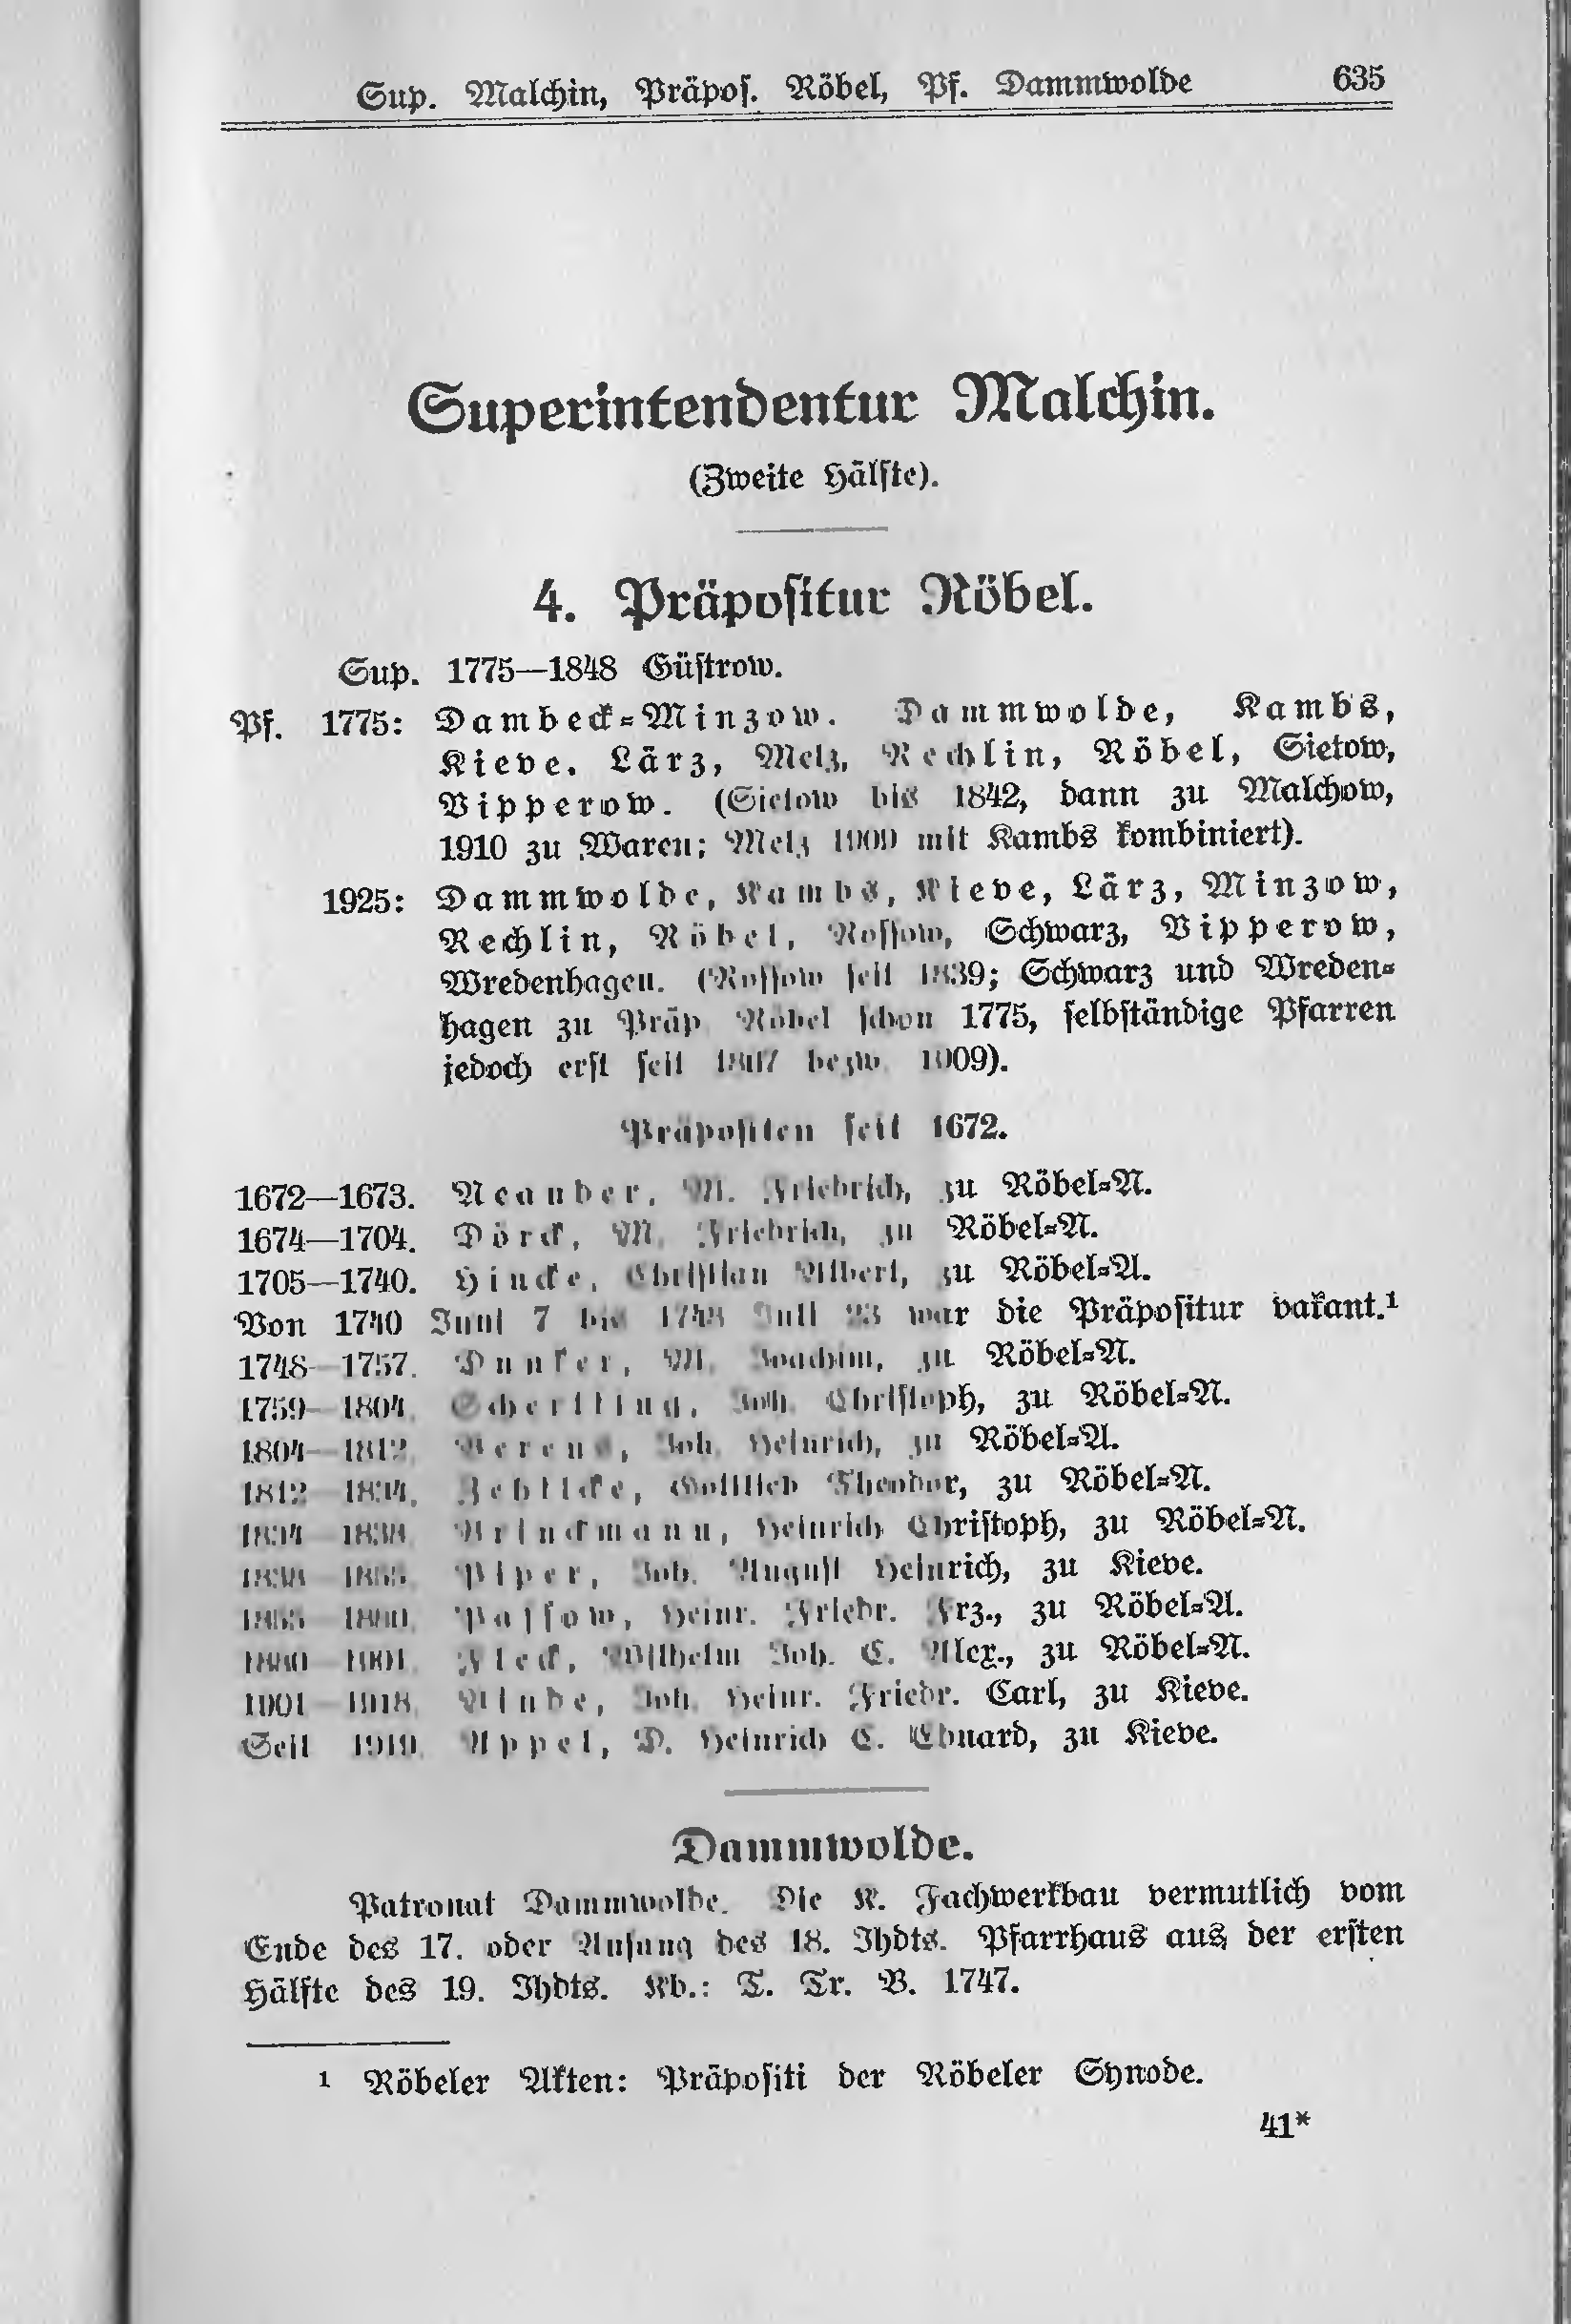 Sup. Malchin, Präpos. Röbel, Pf. Dammwolde 635
Superintendentur Malchin.
(Zweite Hälfte).
4. Präpositur Röbel.
Sup. 1775—1848 Güstrow.
Pf. 1775: Dambeck-Minzow. Dammwolde, Kambs,
Kieve. Lärz, Melz, Rechlin, Röbel, Sietow,
Vipperow. (Sietow bis 1842, dann zu Malchow,
1910 zu Waren; Melz 1909 mit Kambs kombiniert).
1925: Dammwolde, Kambs, Kieve, Lärz, Minzow,
Rechlin, Röbel, Rossow, Schwarz, Vipperow,
Wredenhagen. (Rossow seit 1839; Schwarz und Wreden-
hagen zu Präp. Röbel schon 1775, selbständige Pfarren
jedoch erst seit bezw. 1909).
Präpositen seit 1672.
1672—1673. Neander, M. Friedrich, zu Röbel-N.
1674—1704. Dörck, M. Friedrich, zu Röbel-N.
1705—1740. Hincke, Christian Albert, zu Röbel-A.
Von 1740 Juni 7 bis 1748 Juli 23 war die Präpositur vakant.¹
1748—1757. Dunker, M. Joachim, zu Röbel-N.
1759—1804. Joh. Christoph, zu Röbel-N.
1804—1812. Berens, Joh. Heinrich, zu Röbel-A.
1812—1834. Gottlieb Theodor, zu Röbel-N.
1834—1838. Brinckmann, Heinrich Christoph, zu Röbel-N.
Piper, Joh. August Heinrich, zu Kieve.
Passow, Heinr. Friedr. Frz., zu Röbel-A.
Fleck, Wilhelm Joh. C. Alex., zu Röbel-N.
1901—1918. Joh. Heinr. Friedr. Carl, zu Kieve.
Seit 1919. Appel, D. Heinrich C. Eduard, zu Kieve.
Dammwolde.
Patronat Dammwolde. Die K. Fachwerkbau vermutlich vom
Ende des 17. oder Anfang des 18. Jhdts. Pfarrhaus aus der ersten
Hälfte des 19. Jhdts. Kb.: T. Tr. B. 1747.
¹ Röbeler Akten: Präpositi der Röbeler Synode.
41*